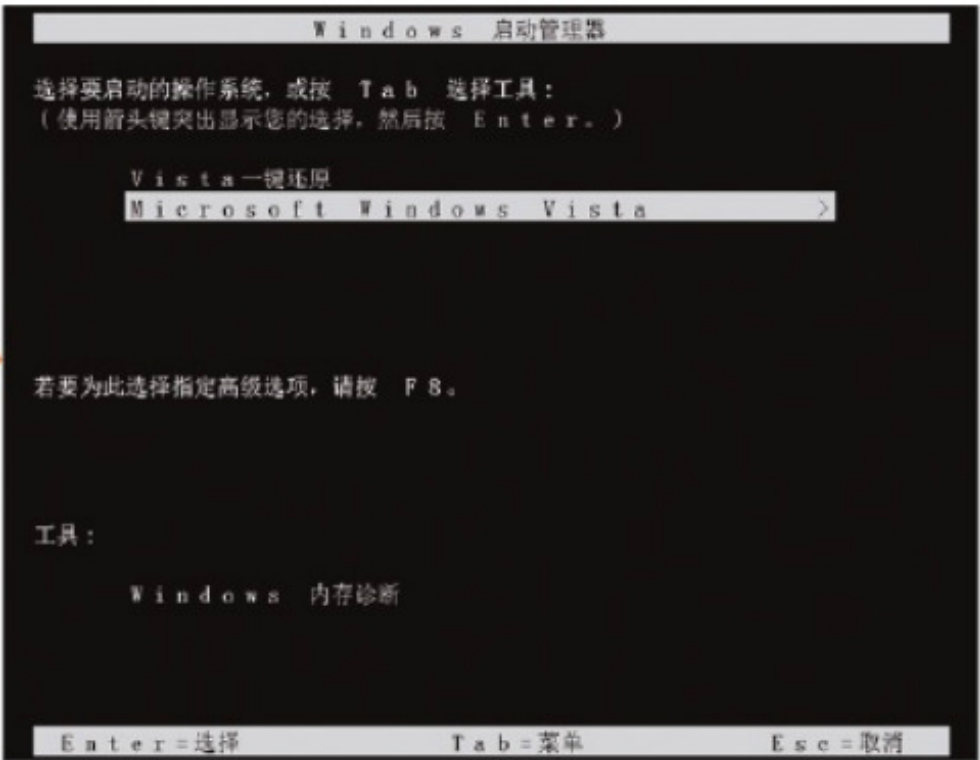 Windows 启动管理器
选择要启动的操作系统，或按 Tab 选择工具：
（使用箭头键突出显示您的选择，然后按 Enter。）
Vista一键还原
Microsoft Windows Vista >
若要为此选择指定高级选项，请按 F8。
工具：
Windows 内存诊断
Enter=选择 Tab=菜单 Esc=取消